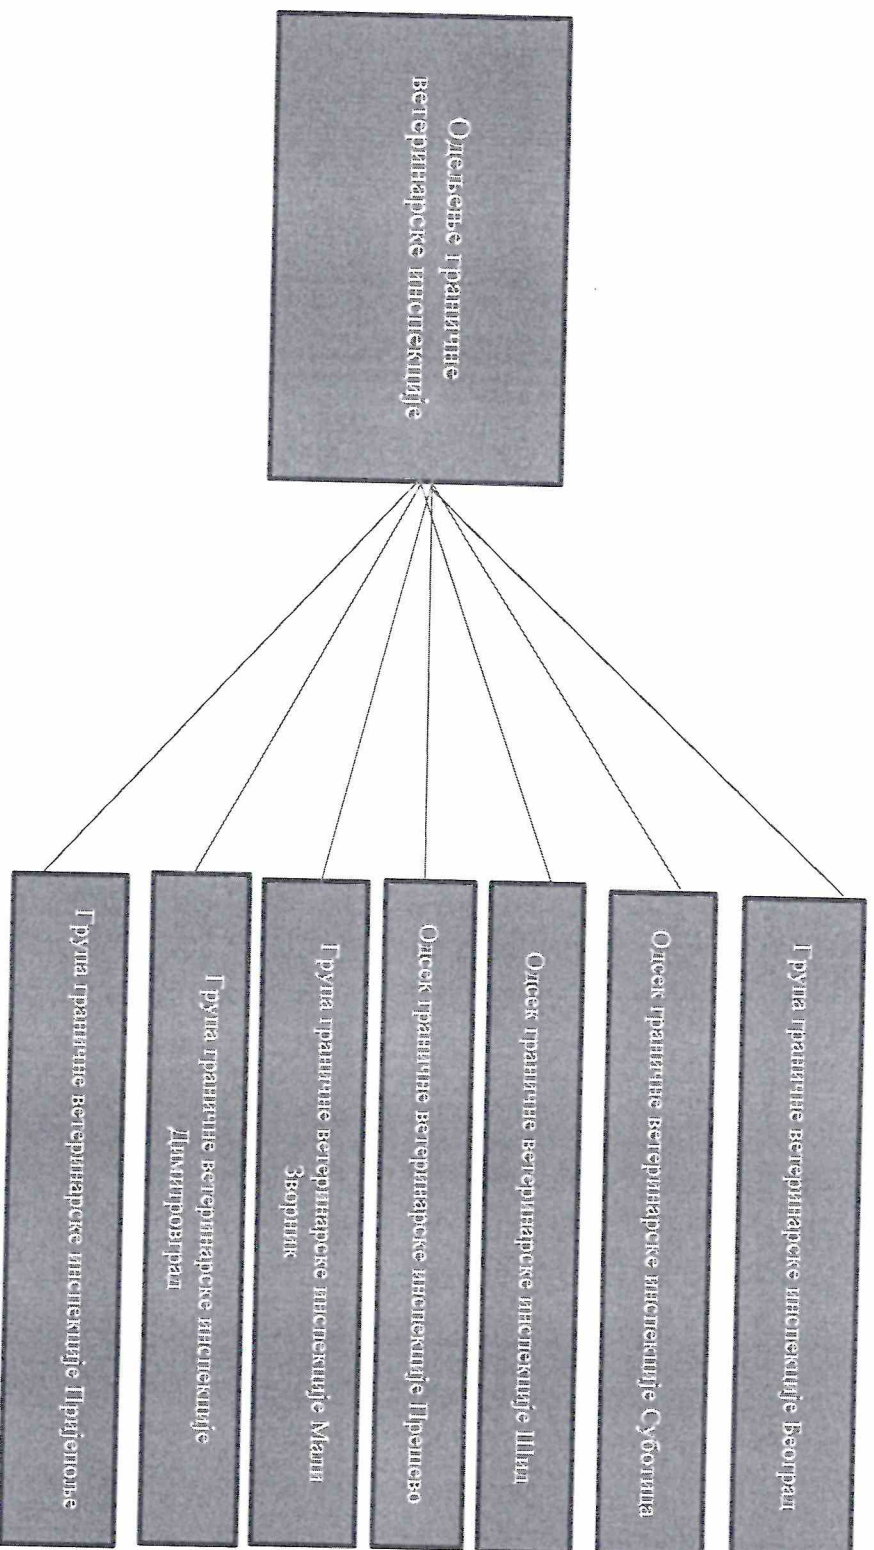 Одељење граничне
ветеринарске инспекције
Група граничне ветеринарске инспекције Београд
Одсек граничне ветеринарске инспекције Суботица
Одсек граничне ветеринарске инспекције Шид
Одсек граничне ветеринарске инспекције Прешево
Група граничне ветеринарске инспекције Мали
Зворник
Група граничне ветеринарске инспекције
Димитровград
Група граничне ветеринарске инспекције Пријепоље